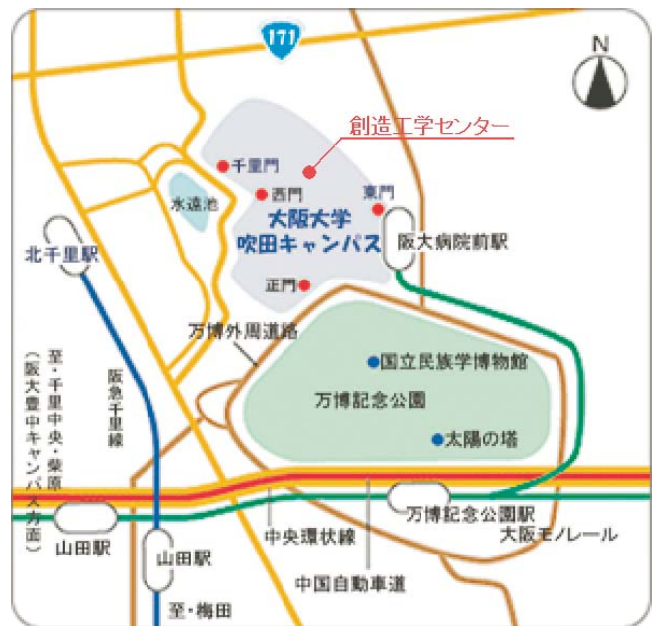 171
N
創造工学センター
千里門
西門
東門
水遠池
大阪大学
吹田キャンパス
阪大病院前駅
北千里駅
正門
万博外周道路
国立民族学博物館
至・千里中央・柴原
(阪大豊中キャンパス方面)
阪急千里線
万博記念公園
太陽の塔
万博記念公園駅
大阪モノレール
中央環状線
山田駅
山田駅
中国自動車道
至・梅田